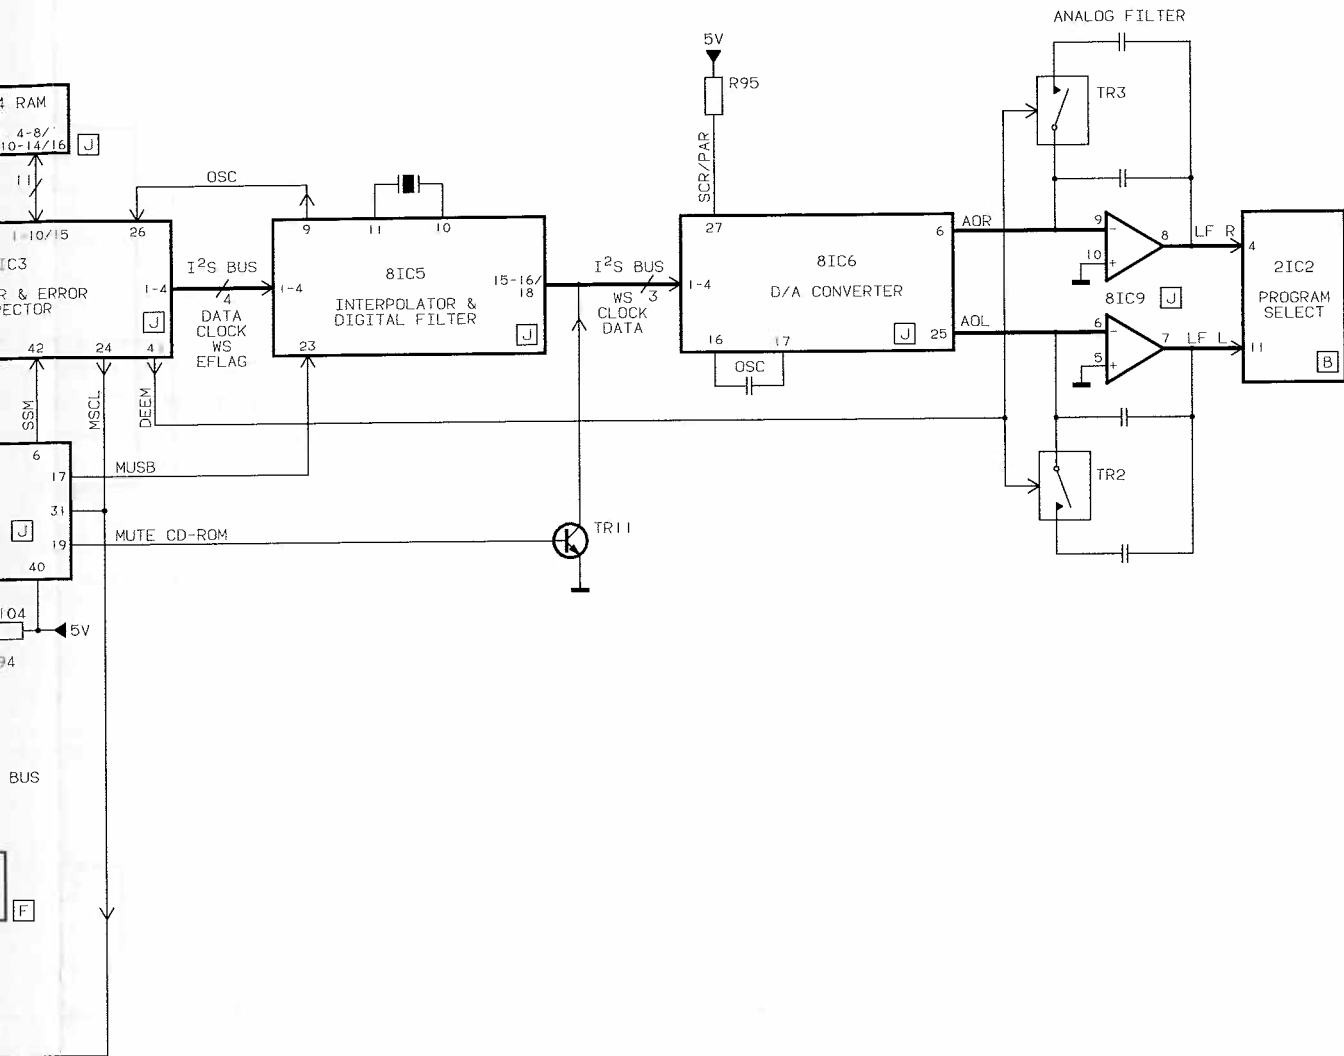 ANALOG FILTER
5V
R95
TR3
4 RAM
4-8/
10-14/16
J
11
OSC
SCR/PAR
1-10/15
26
9
11
10
27
6
AOR
9
8
LF R
4
IC3
R & ERROR
1-4
J
I²S BUS
4
DATA
CLOCK
WS
EFLAG
1-4
8IC5
INTERPOLATOR &
DIGITAL FILTER
15-16/
18
J
23
I²S BUS
3
WS
CLOCK
DATA
1-4
8IC6
D/A CONVERTER
J
25
AOL
16
17
OSC
10
-
+
8IC9
J
6
-
5
+
7
LF L
11
2IC2
PROGRAM
SELECT
B
42
24
41
SSM
MSCL
DEEM
6
17
MUSB
31
J
19
MUTE CD-ROM
40
TR11
TR2
104
5V
94
BUS
F